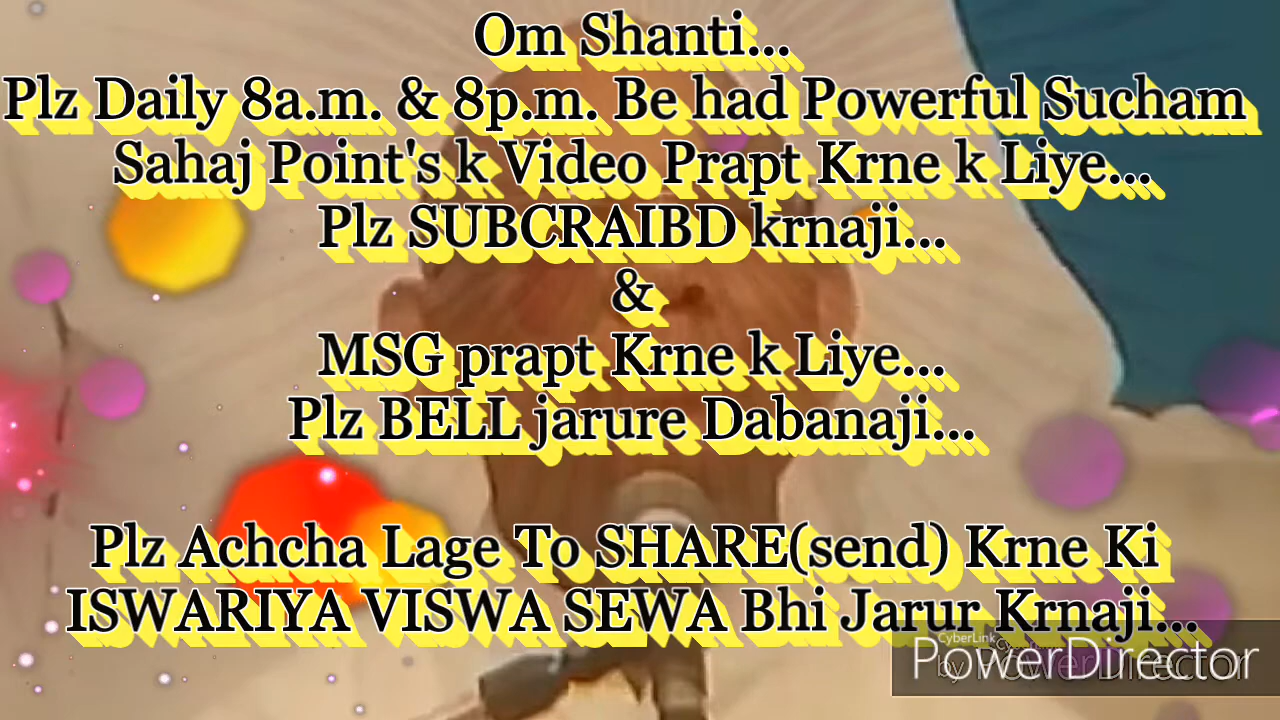 Om Shanti...
Plz Daily 8a.m. & 8p.m. Be had Powerful Sucham
Sahaj Point's k Video Prapt Krne k Liye...
Plz SUBCRAIBD krnaji...
&
MSG prapt Krne k Liye...
Plz BELL jarure Dabanaji...
Plz Achcha Lage To SHARE(send) Krne Ki
ISWARIYA VISWA SEWA Bhi Jarur Krnaji...
CyberLink
by PowerDirector